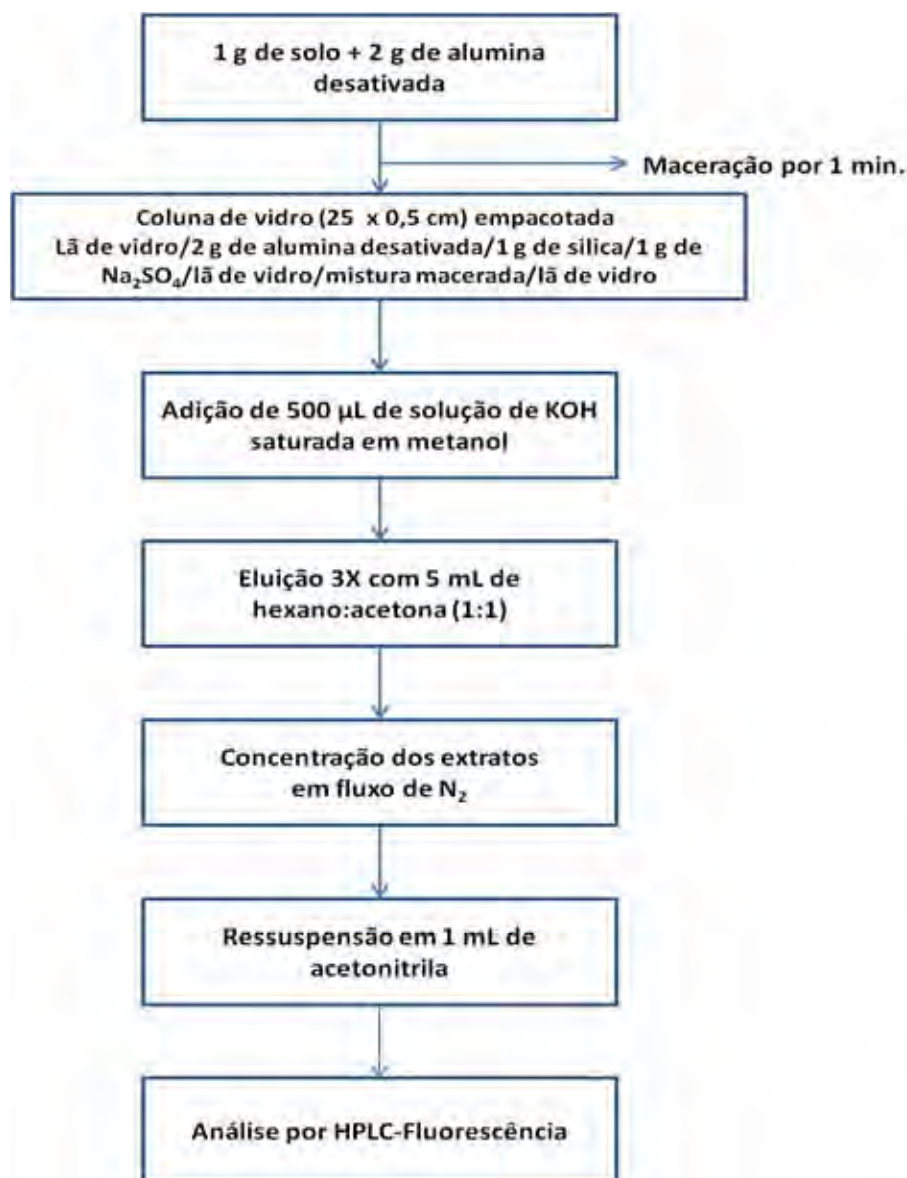 1 g de solo + 2 g de alumina
desativada
Maceração por 1 min.
Coluna de vidro (25 x 0,5 cm) empacotada
Lã de vidro/2 g de alumina desativada/1 g de silica/1 g de
Na₂SO₄/lã de vidro/mistura macerada/lã de vidro
Adição de 500 µL de solução de KOH
saturada em metanol
Eluição 3X com 5 mL de
hexano:acetona (1:1)
Concentração dos extratos
em fluxo de N₂
Ressuspensão em 1 mL de
acetonitrila
Análise por HPLC-Fluorescência